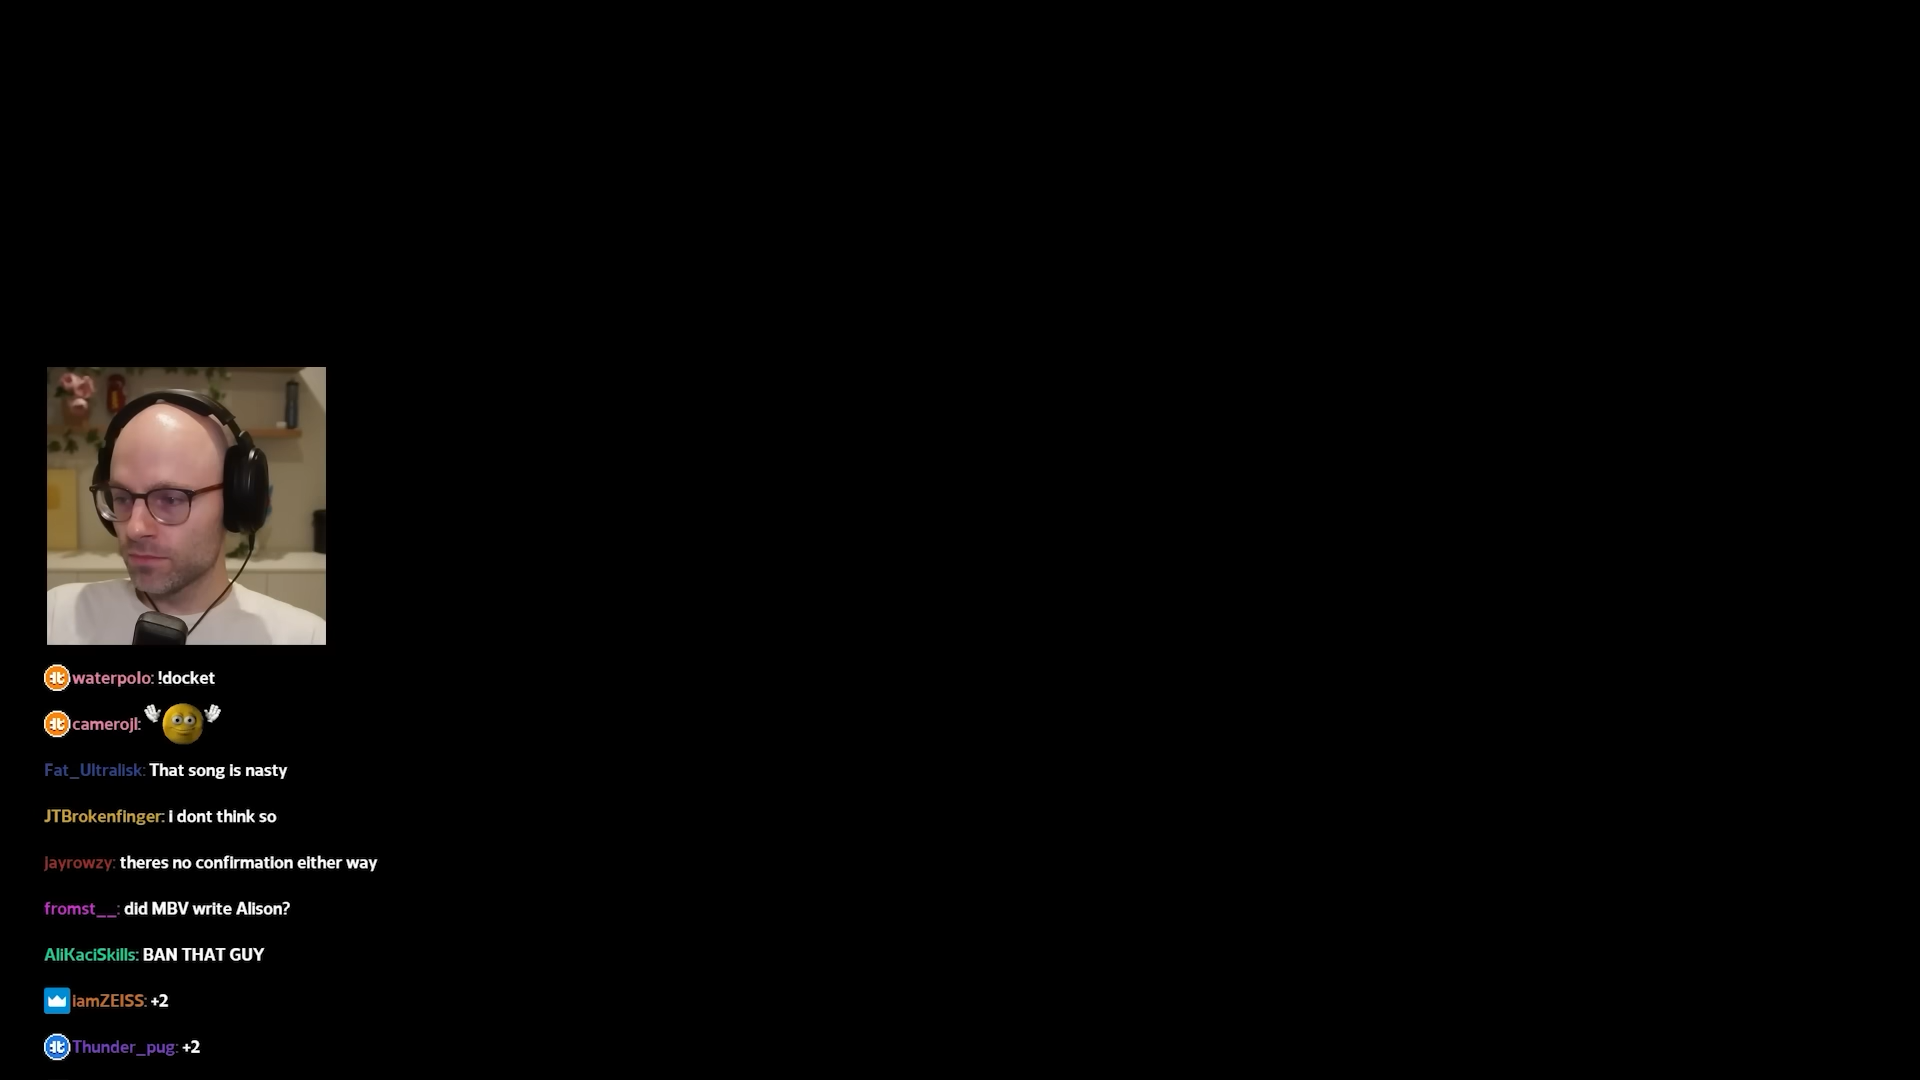 waterpolo: !docket
camerojl:
Fat_Ultralisk: That song is nasty
JTBrokenfinger: i dont think so
jayrowzy: theres no confirmation either way
fromst__: did MBV write Alison?
AliKaciSkills: BAN THAT GUY
iamZEISS: +2
Thunder_pug: +2